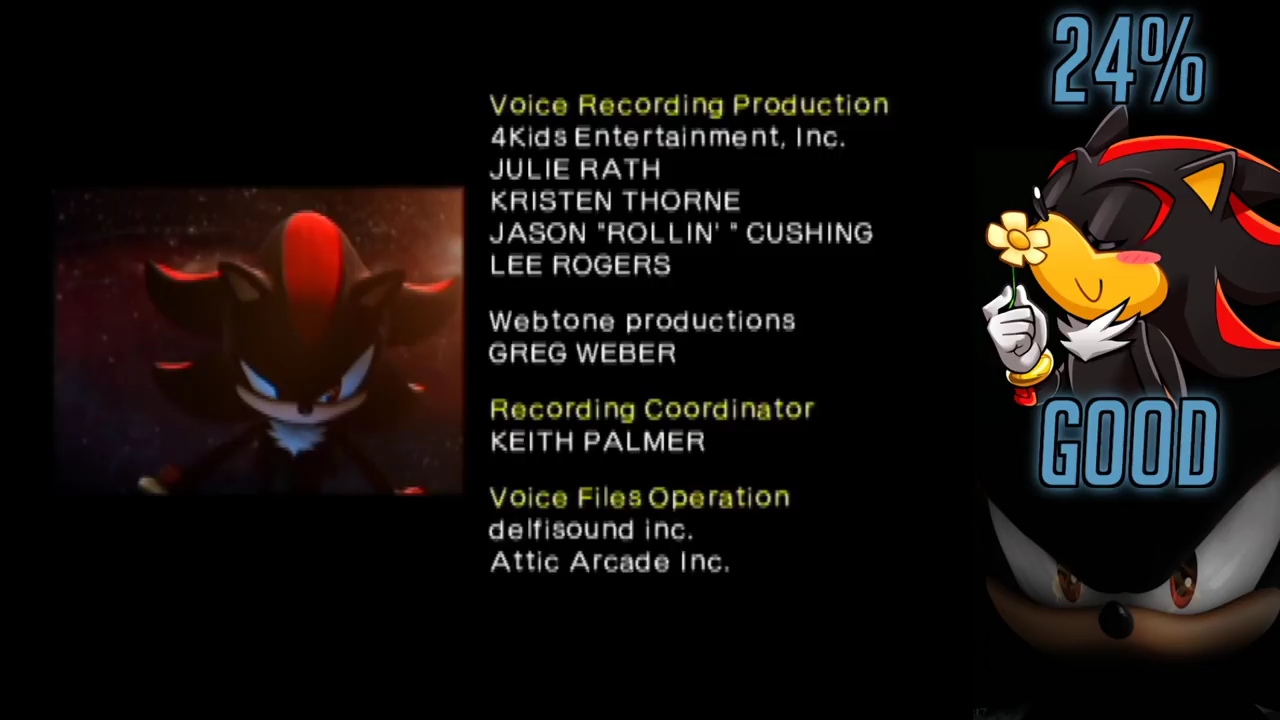 Voice Recording Production
4Kids Entertainment, Inc.
JULIE RATH
KRISTEN THORNE
JASON "ROLLIN' " CUSHING
LEE ROGERS
Webtone productions
GREG WEBER
Recording Coordinator
KEITH PALMER
Voice Files Operation
delfisound inc.
Attic Arcade Inc.
24%
GOOD